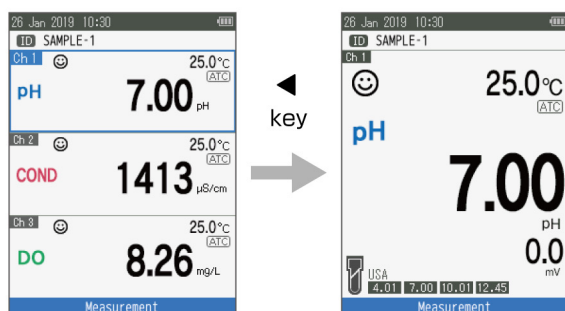 26 Jan 2019 10:30
ID SAMPLE-1
Ch 1 25.0°C
ATC
pH 7.00 pH
Ch 2 25.0°C
ATC
COND 1413 μS/cm
Ch 3 25.0°C
ATC
DO 8.26 mg/L
Measurement
◀
key
26 Jan 2019 10:30
ID SAMPLE-1
Ch 1
25.0°C
ATC
pH
7.00
pH
0.0
mV
USA
4.01 7.00 10.01 12.45
Measurement